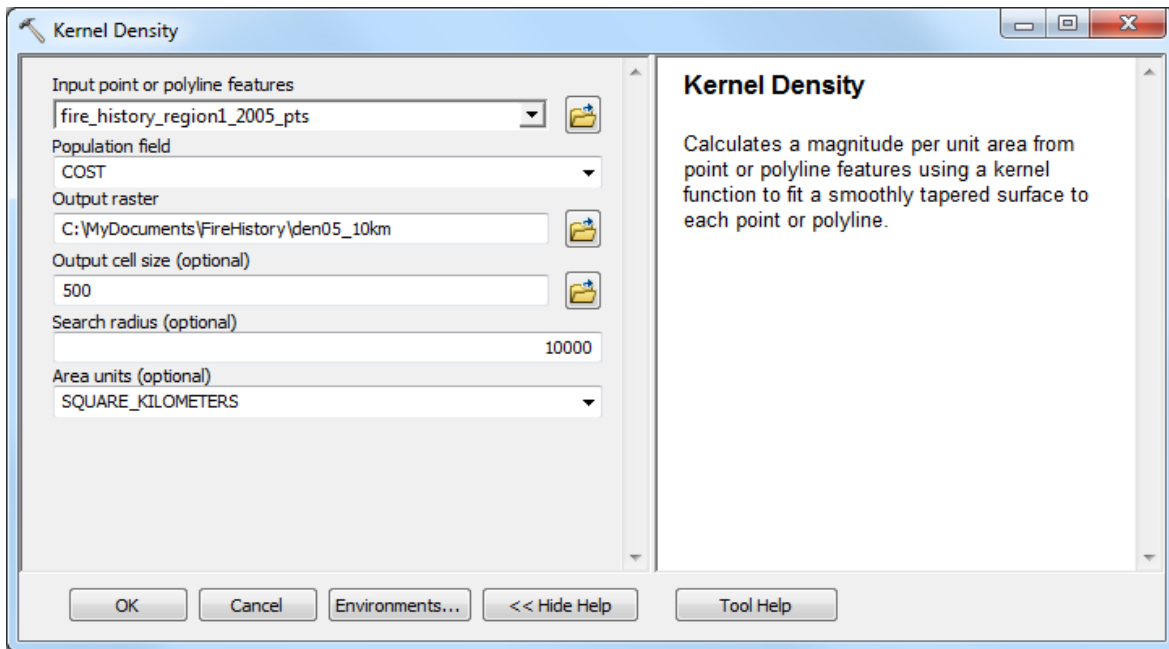 Kernel Density
Input point or polyline features
fire_history_region1_2005_pts
Population field
COST
Output raster
C:\MyDocuments\FireHistory\den05_10km
Output cell size (optional)
500
Search radius (optional)
10000
Area units (optional)
SQUARE_KILOMETERS
Kernel Density
Calculates a magnitude per unit area from
point or polyline features using a kernel
function to fit a smoothly tapered surface to
each point or polyline.
OK
Cancel
Environments...
<< Hide Help
Tool Help